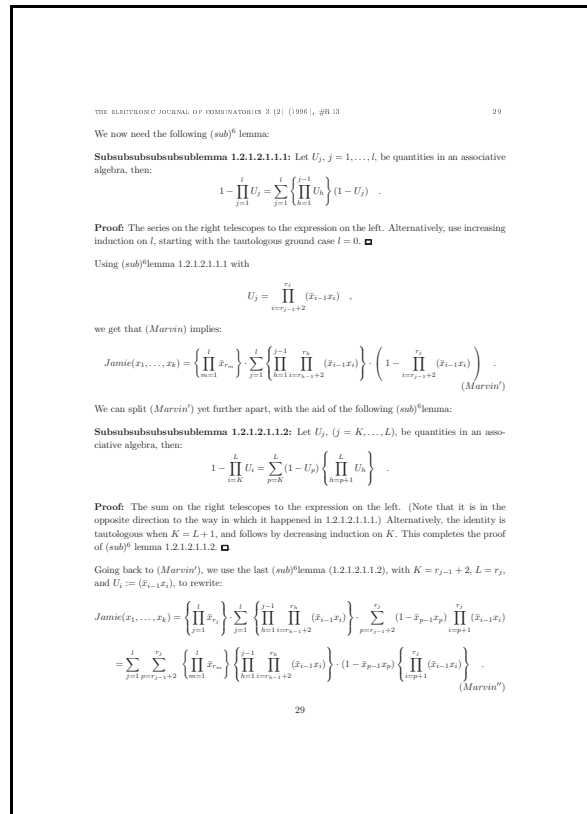 THE ELECTRONIC JOURNAL OF COMBINATORICS 3 (2) (1996), #R13 29
We now need the following (sub)⁶ lemma:
Subsubsubsubsublemma 1.2.1.2.1.1.1: Let U_j, j = 1, . . . , l, be quantities in an associative
algebra, then:
1 − ∏_{j=1}^{l} U_j = ∑_{j=1}^{l} { ∏_{h=1}^{j−1} U_h } (1 − U_j) .
Proof: The series on the right telescopes to the expression on the left. Alternatively, use increasing
induction on l, starting with the tautologous ground case l = 0.
Using (sub)⁶lemma 1.2.1.2.1.1.1 with
U_j = ∏_{i=r_{j−1}+2}^{r_j} (x̄_{i−1}x_i) ,
we get that (Marvin) implies:
Jamie(x_1, . . . , x_k) = { ∏_{m=1}^{l} x̄_{r_m} } · ∑_{j=1}^{l} { ∏_{h=1}^{j−1} ∏_{i=r_{h−1}+2}^{r_h} (x̄_{i−1}x_i) } · ( 1 − ∏_{i=r_{j−1}+2}^{r_j} (x̄_{i−1}x_i) ) .
(Marvin′)
We can split (Marvin′) yet further apart, with the aid of the following (sub)⁶lemma:
Subsubsubsubsublemma 1.2.1.2.1.1.2: Let U_j, (j = K, . . . , L), be quantities in an asso-
ciative algebra, then:
1 − ∏_{i=K}^{L} U_i = ∑_{p=K}^{L} (1 − U_p) { ∏_{h=p+1}^{L} U_h } .
Proof: The sum on the right telescopes to the expression on the left. (Note that it is in the
opposite direction to the way in which it happened in 1.2.1.2.1.1.1.) Alternatively, the identity is
tautologous when K = L + 1, and follows by decreasing induction on K. This completes the proof
of (sub)⁶ lemma 1.2.1.2.1.1.2.
Going back to (Marvin′), we use the last (sub)⁶lemma (1.2.1.2.1.1.2), with K = r_{j−1} + 2, L = r_j,
and U_i := (x̄_{i−1}x_i), to rewrite:
Jamie(x_1, . . . , x_k) = { ∏_{j=1}^{l} x̄_{r_j} } · ∑_{j=1}^{l} { ∏_{h=1}^{j−1} ∏_{i=r_{h−1}+2}^{r_h} (x̄_{i−1}x_i) } · ∑_{p=r_{j−1}+2}^{r_j} (1−x̄_{p−1}x_p) ∏_{i=p+1}^{r_j} (x̄_{i−1}x_i)
= ∑_{j=1}^{l} ∑_{p=r_{j−1}+2}^{r_j} { ∏_{m=1}^{l} x̄_{r_m} } { ∏_{h=1}^{j−1} ∏_{i=r_{h−1}+2}^{r_h} (x̄_{i−1}x_i) } · (1 − x̄_{p−1}x_p) { ∏_{i=p+1}^{r_j} (x̄_{i−1}x_i) } .
(Marvin′′)
29